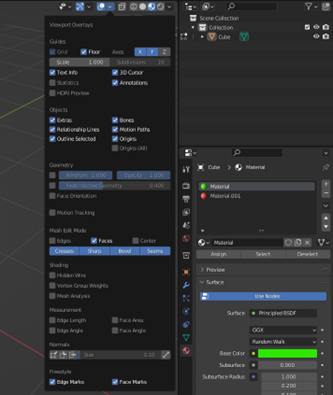 Viewport Overlays
Guides
Grid Floor Axes X Y Z
Scale 1.000 Subdivisions 10
Text Info 3D Cursor
Statistics Annotations
HDRI Preview
Objects
Extras Bones
Relationship Lines Motion Paths
Outline Selected Origins
Origins (All)
Geometry
Wireframe 1.000 1.000
Fade Inactive Geometry 0.400
Face Orientation
Motion Tracking
Mesh Edit Mode
Edges Faces Center
Creases Sharp Bevel Seams
Shading
Hidden Wire
Vertex Group Weights
Mesh Analysis
Measurement
Edge Length Face Area
Edge Angle Face Angle
Normals
Size 0.10
Freestyle
Edge Marks Face Marks
Scene Collection
Collection
Cube
Cube Material
Material
Material.001
Material
Assign Select Deselect
Preview
Surface
Use Nodes
Surface Principled BSDF
GGX
Random Walk
Base Color
Subsurface 0.000
Subsurface Radius 1.000
0.200
0.100